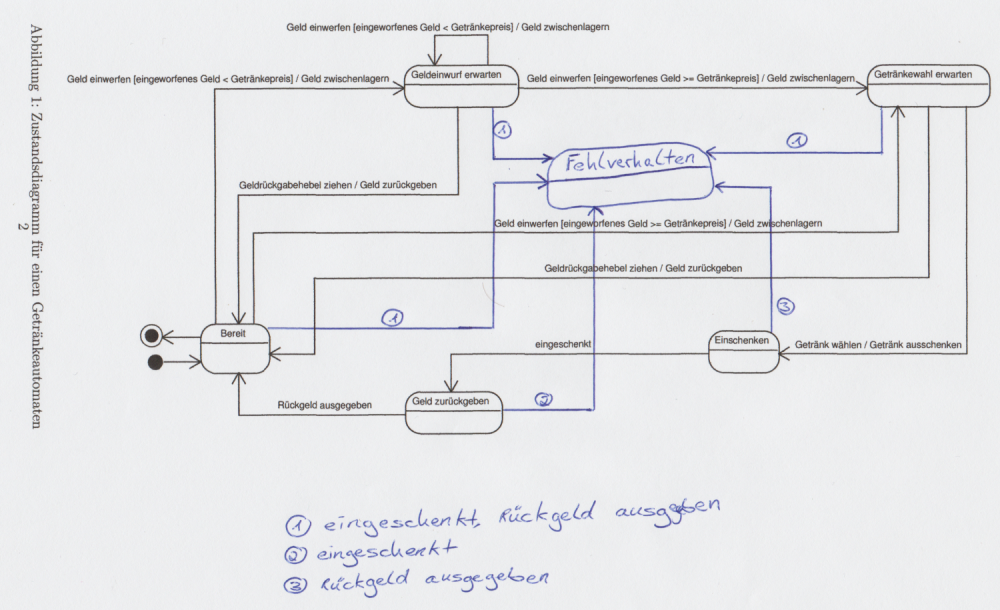 Geld einwerfen [eingeworfenes Geld < Getränkepreis] / Geld zwischenlagern
Geldeinwurf erwarten
Getränkewahl erwarten
Geld einwerfen [eingeworfenes Geld < Getränkepreis] / Geld zwischenlagern
Geld einwerfen [eingeworfenes Geld >= Getränkepreis] / Geld zwischenlagern
1
1
Fehlverhalten
Geldrückgabehebel ziehen / Geld zurückgeben
Geld einwerfen [eingeworfenes Geld >= Getränkepreis] / Geld zwischenlagern
Geldrückgabehebel ziehen / Geld zurückgeben
3
1
Bereit
Einschenken
eingeschenkt
Getränk wählen / Getränk ausschenken
Geld zurückgeben
2
Rückgeld ausgegeben
Abbildung 1: Zustandsdiagramm für einen Getränkeautomaten
2
1 eingeschenkt, Rückgeld ausggeben
2 eingeschenkt
3 Rückgeld ausgegeben